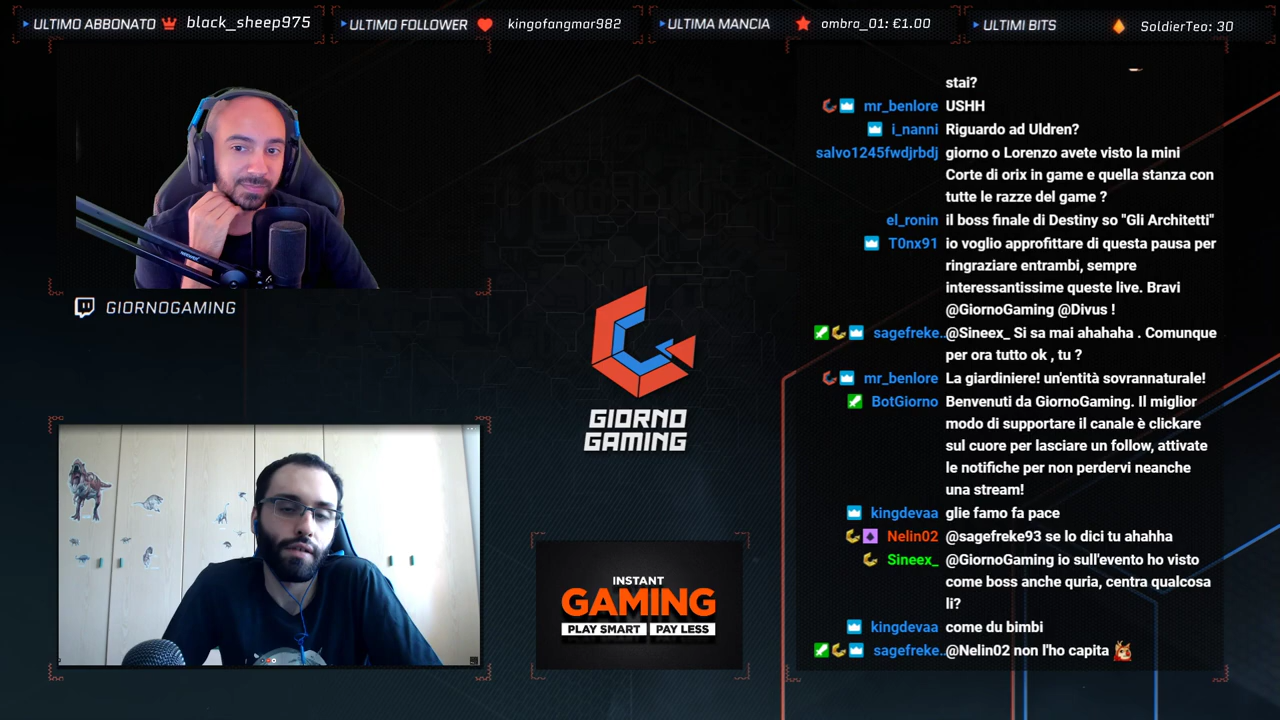 ULTIMO ABBONATO black_sheep975
ULTIMO FOLLOWER kingofangmar982
ULTIMA MANCIA ombra_01: €1.00
ULTIMI BITS SoldierTea: 30
GIORNOGAMING
GIORNO
GAMING
INSTANT
GAMING
PLAY SMART PAY LESS
stai?
mr_benlore USHH
i_nanni Riguardo ad Uldren?
salvo1245fwdjrbdj giorno o Lorenzo avete visto la mini
Corte di orix in game e quella stanza con
tutte le razze del game ?
el_ronin il boss finale di Destiny so "Gli Architetti"
T0nx91 io voglio approfittare di questa pausa per
ringraziare entrambi, sempre
interessantissime queste live. Bravi
@GiornoGaming @Divus !
sagefreke.. @Sineex_ Si sa mai ahahaha . Comunque
per ora tutto ok , tu ?
mr_benlore La giardiniere! un'entità sovrannaturale!
BotGiorno Benvenuti da GiornoGaming. Il miglior
modo di supportare il canale è clickare
sul cuore per lasciare un follow, attivate
le notifiche per non perdervi neanche
una stream!
kingdevaa glie famo fa pace
Nelin02 @sagefreke93 se lo dici tu ahahha
Sineex_ @GiornoGaming io sull'evento ho visto
come boss anche quria, centra qualcosa
li?
kingdevaa come du bimbi
sagefreke.. @Nelin02 non l'ho capita